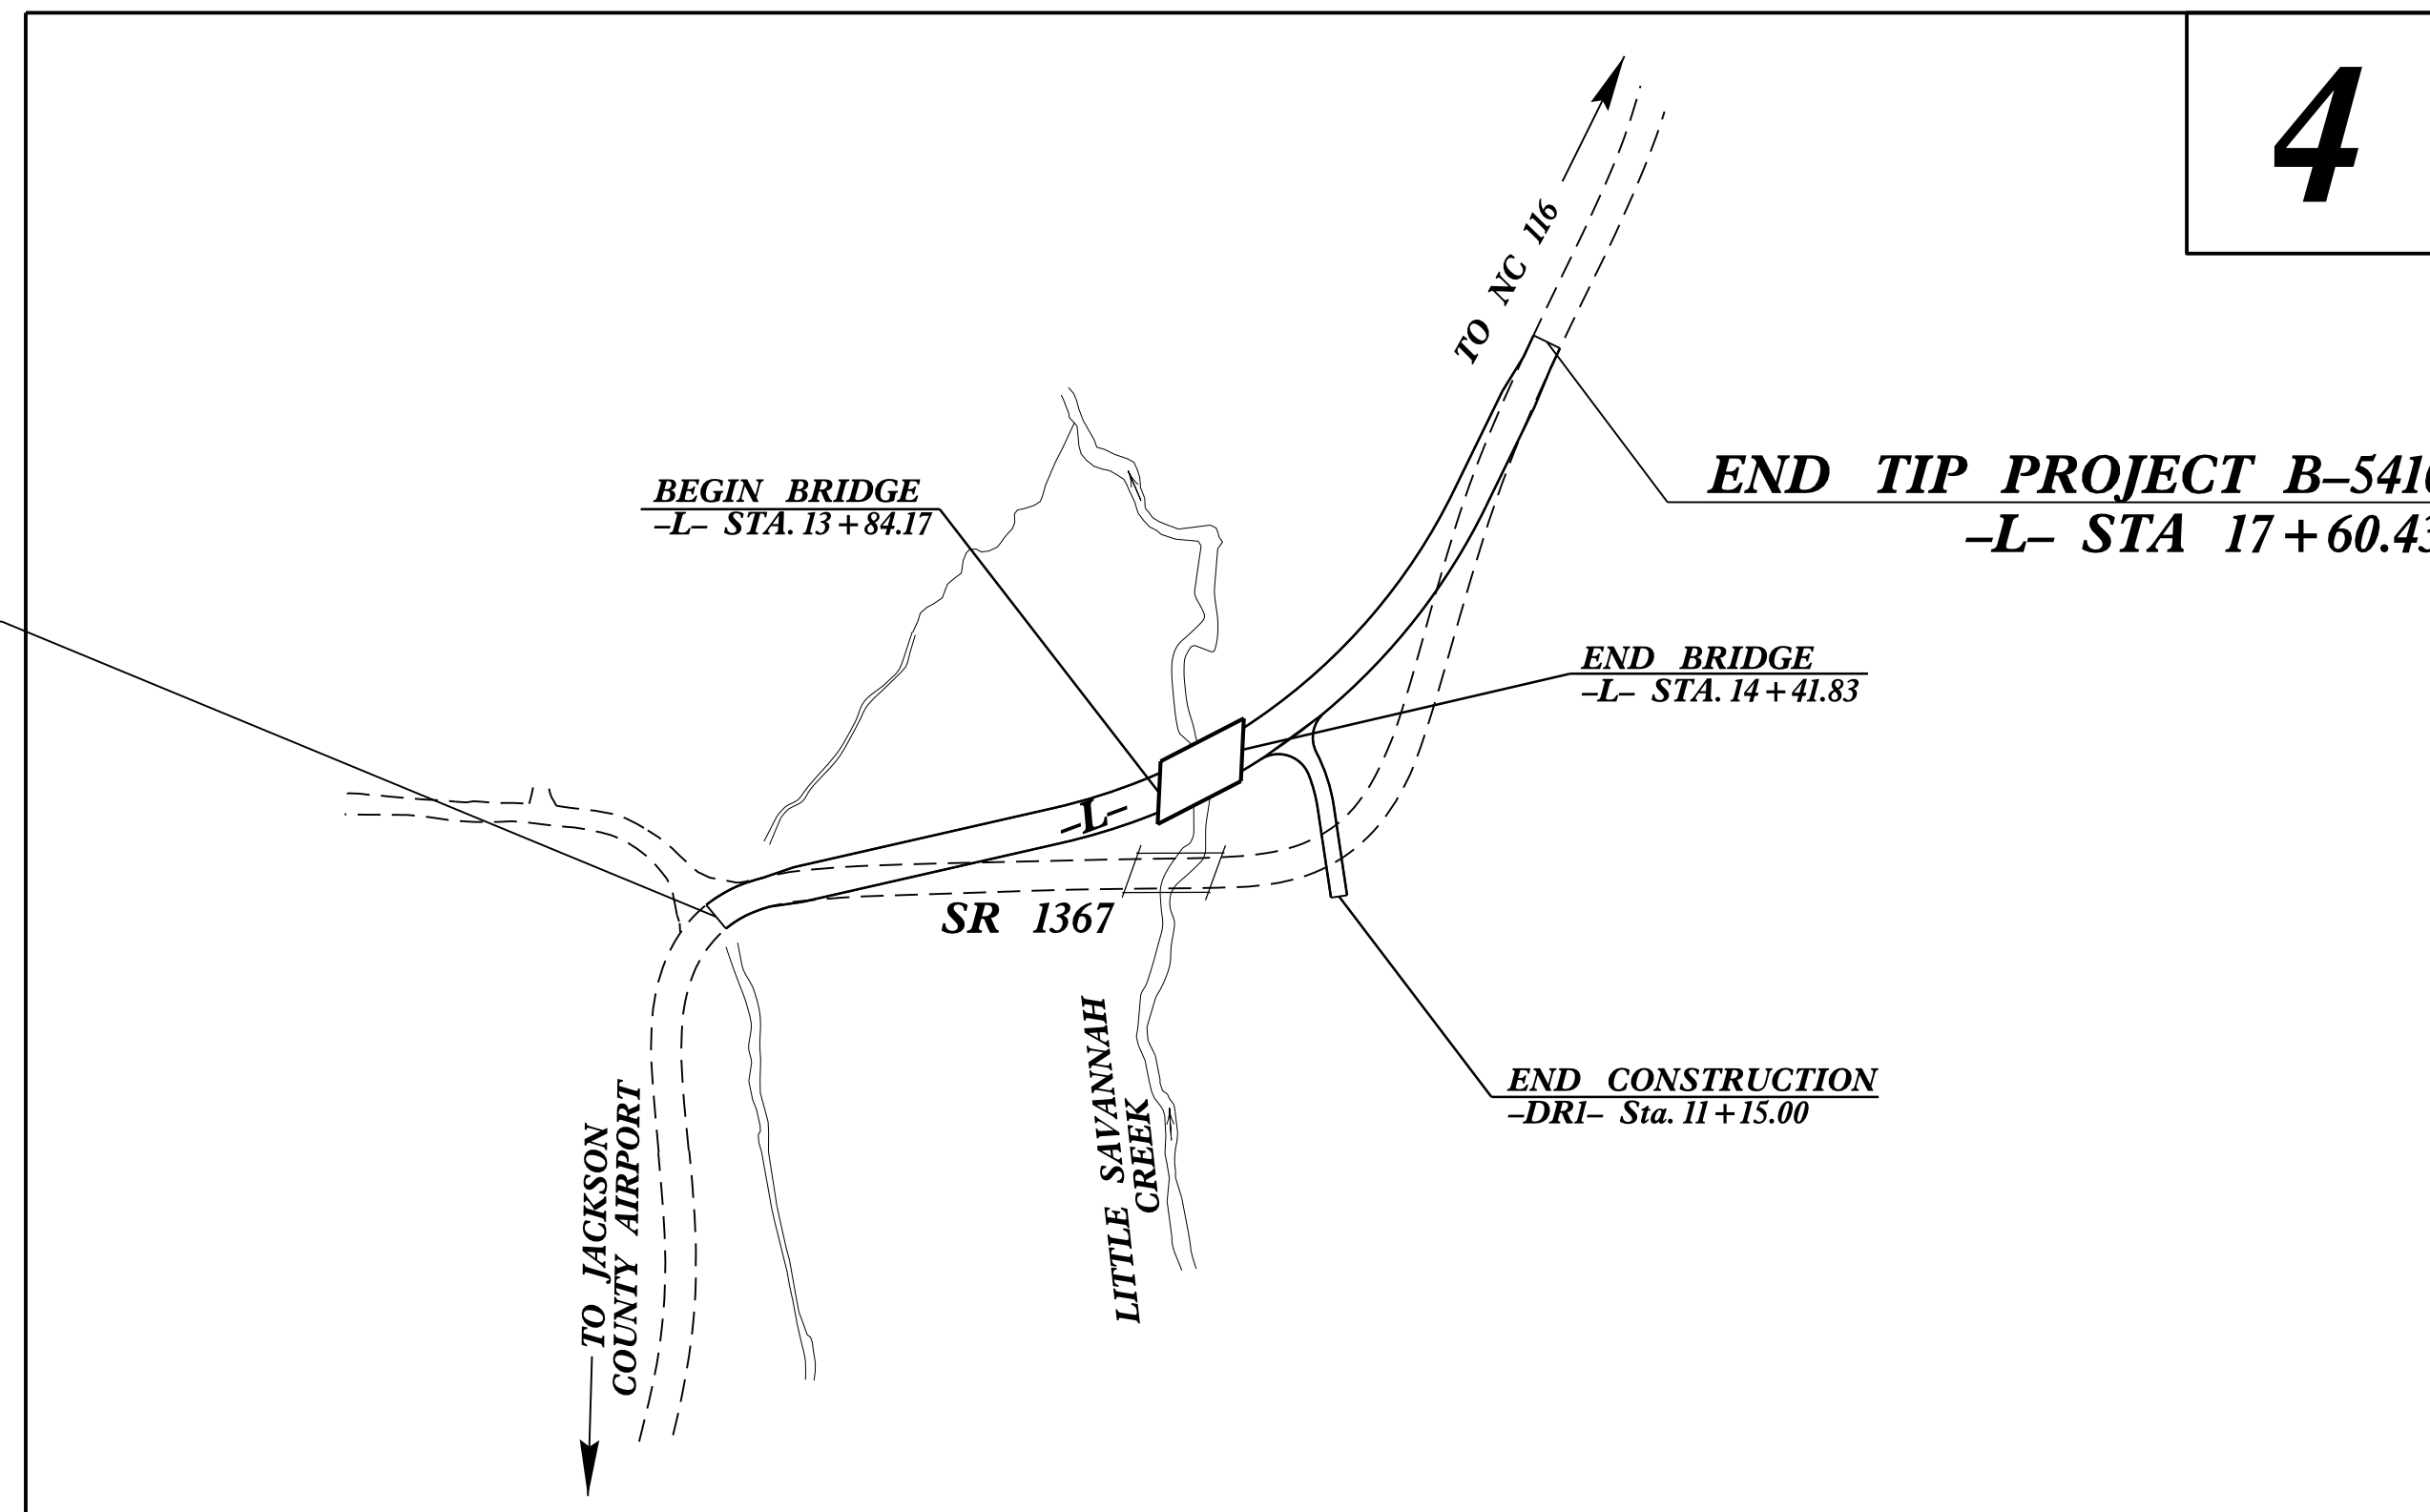 4
TO NC 116
END TIP PROJECT B–541
–L– STA 17+60.43
BEGIN BRIDGE
–L– STA. 13+84.17
END BRIDGE
–L– STA. 14+41.83
–L–
SR 1367
LITTLE SAVANNAH
CREEK
END CONSTRUCTION
–DR1– Sta. 11+15.00
TO JACKSON
COUNTY AIRPORT